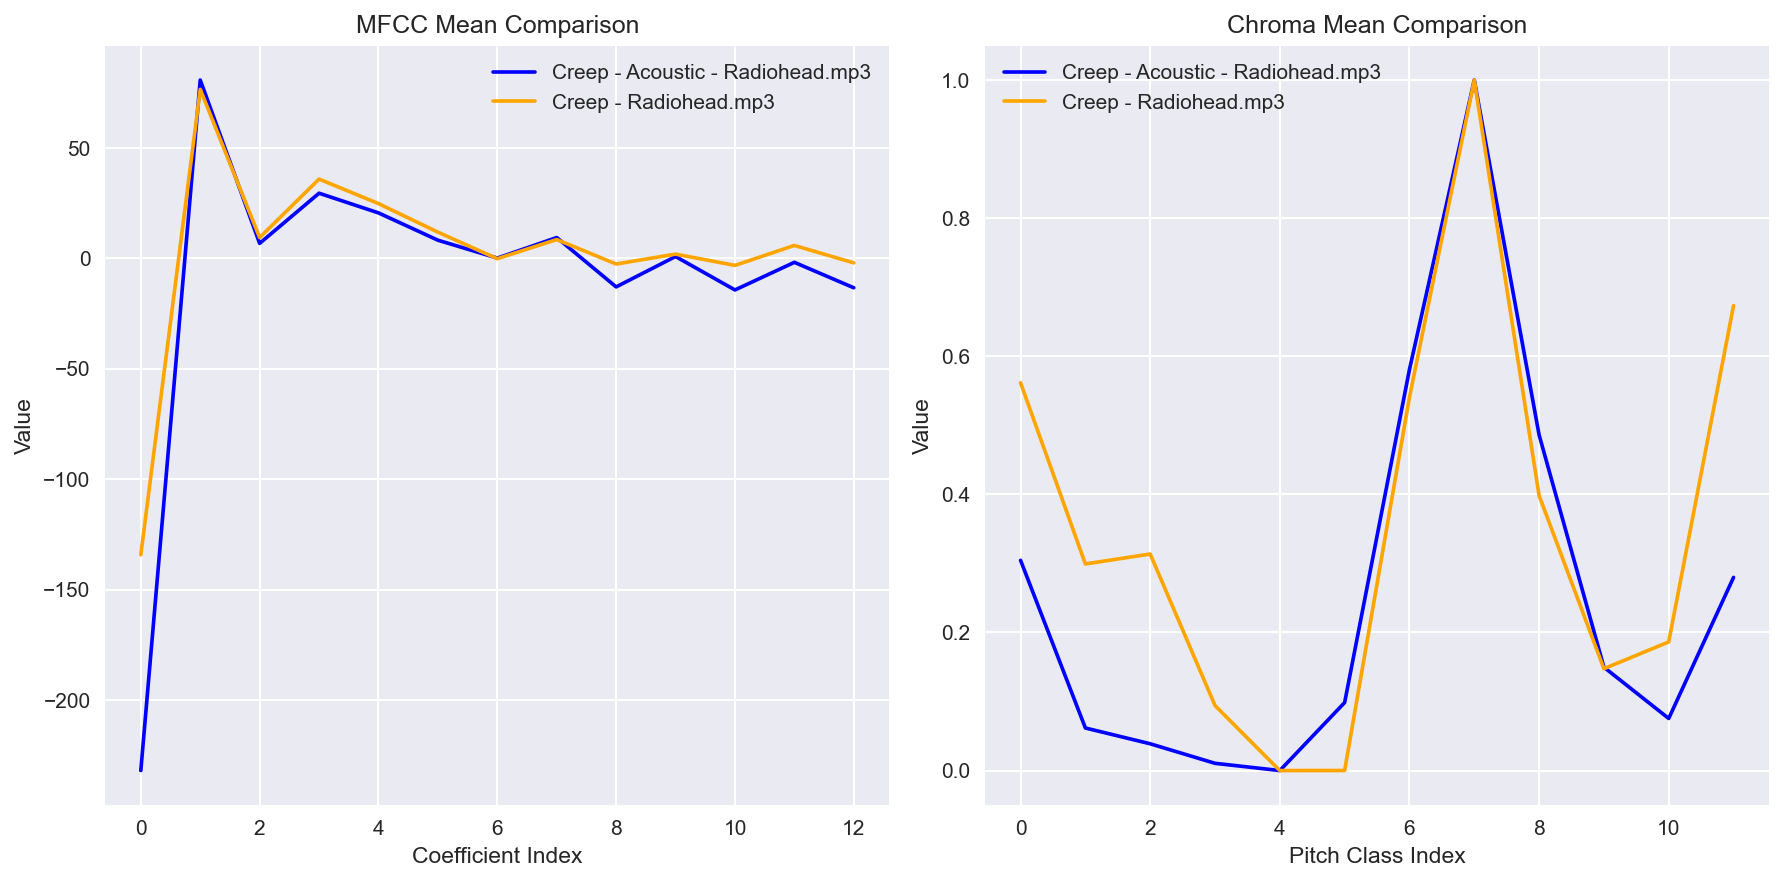 MFCC Mean Comparison
Creep - Acoustic - Radiohead.mp3
Creep - Radiohead.mp3
50
0
−50
−100
−150
−200
Value
0 2 4 6 8 10 12
Coefficient Index
Chroma Mean Comparison
Creep - Acoustic - Radiohead.mp3
Creep - Radiohead.mp3
1.0
0.8
0.6
0.4
0.2
0.0
Value
0 2 4 6 8 10
Pitch Class Index